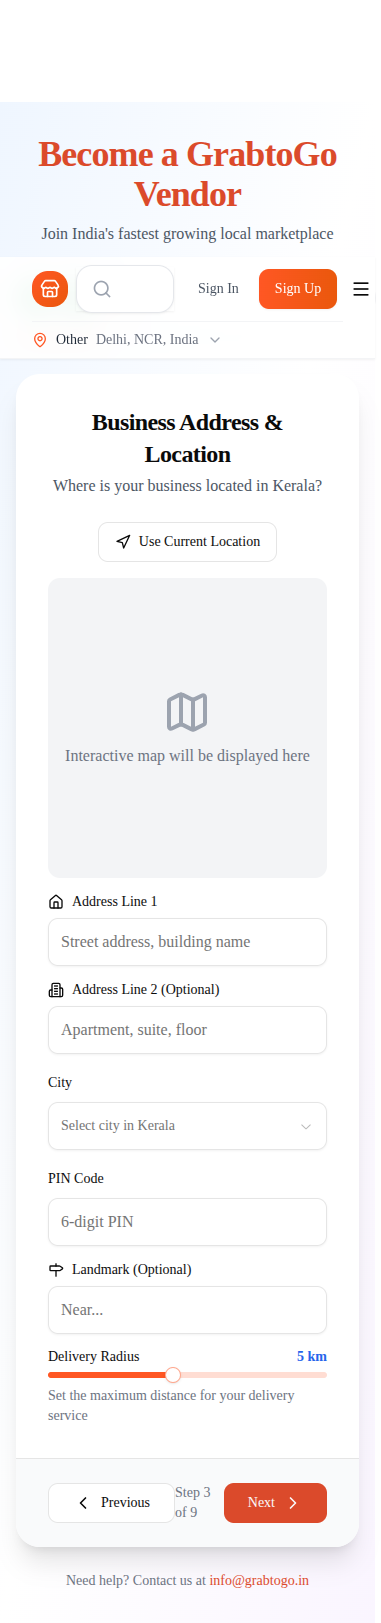 Become a GrabtoGo
Vendor
Join India's fastest growing local marketplace
Sign In
Sign Up
Other Delhi, NCR, India
Business Address &
Location
Where is your business located in Kerala?
Use Current Location
Interactive map will be displayed here
Address Line 1
Street address, building name
Address Line 2 (Optional)
Apartment, suite, floor
City
Select city in Kerala
PIN Code
6-digit PIN
Landmark (Optional)
Near...
Delivery Radius 5 km
Set the maximum distance for your delivery
service
Previous
Step 3
of 9
Next
Need help? Contact us at info@grabtogo.in